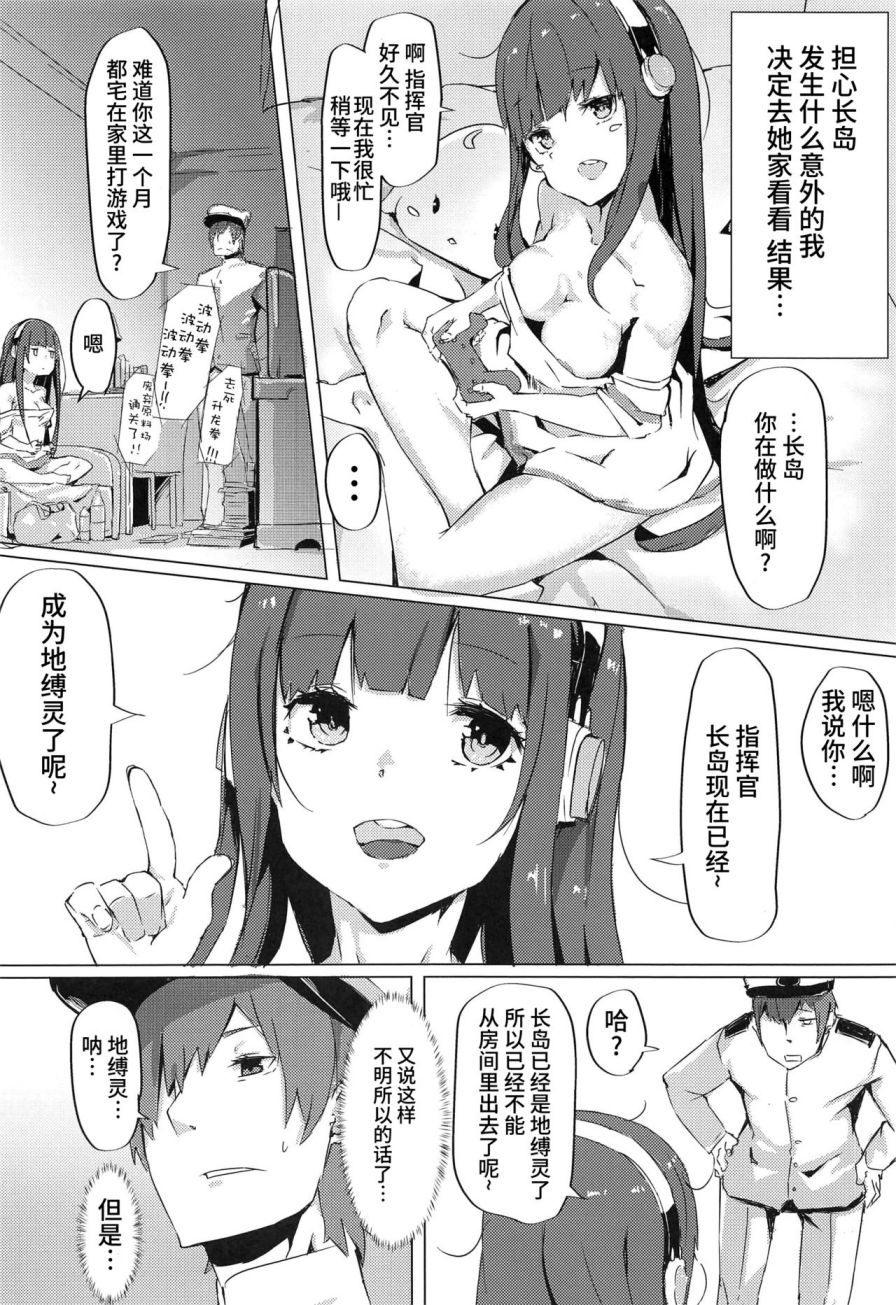 担心长岛
发生什么意外的我
决定去她家看看 结果…
啊 指挥官
好久不见…
现在我很忙
稍等一下哦ー
…长岛
你在做什么啊?
…
难道你这一个月
都宅在家里打游戏了?
波动拳
波动拳
波动拳ー!!
去死
升龙拳!!!
废弃原料场
通关了!!
嗯
嗯什么啊
我说你…
指挥官
长岛现在已经~
成为地缚灵了呢~
哈?
长岛已经是地缚灵了
所以已经不能
从房间里出去了呢~
又说这样
不明所以的话了…
地缚灵…
呐…
但是…